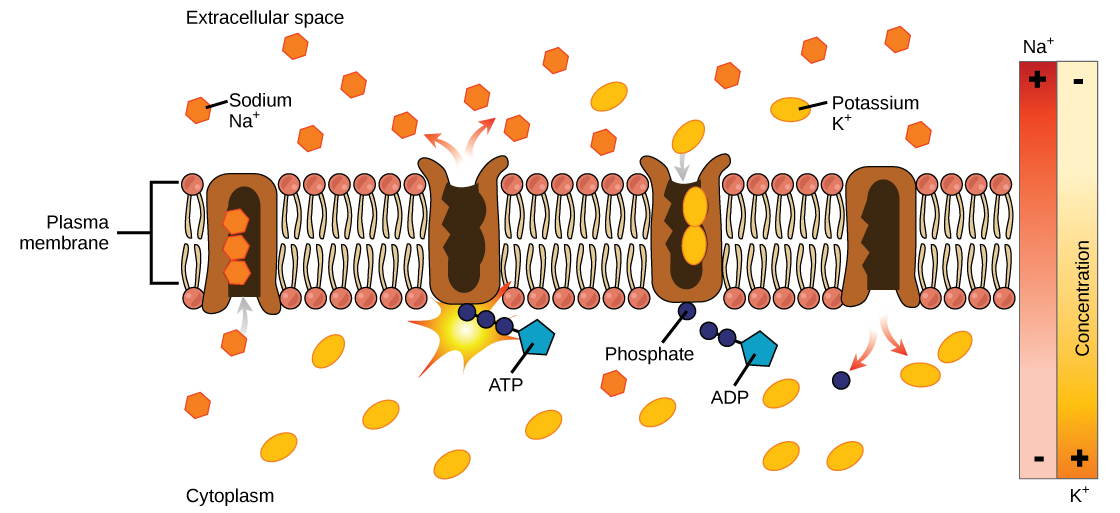 Extracellular space
Na+
+ -
Sodium
Na+
Potassium
K+
Plasma
membrane
Concentration
Phosphate
ATP
ADP
- +
Cytoplasm
K+